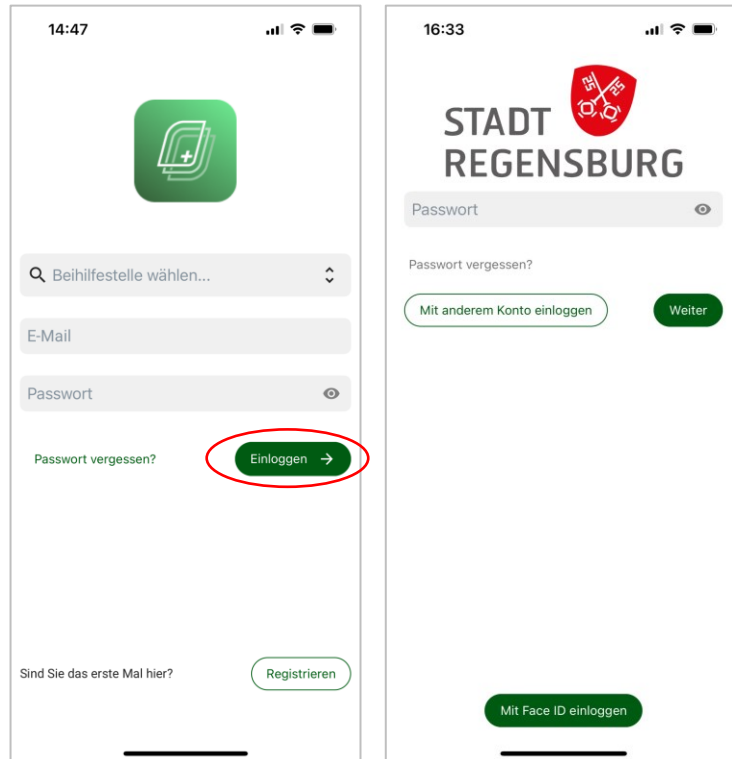 14:47
Beihilfestelle wählen...
E-Mail
Passwort
Passwort vergessen?
Einloggen
Sind Sie das erste Mal hier?
Registrieren
16:33
STADT
REGENSBURG
Passwort
Passwort vergessen?
Mit anderem Konto einloggen
Weiter
Mit Face ID einloggen